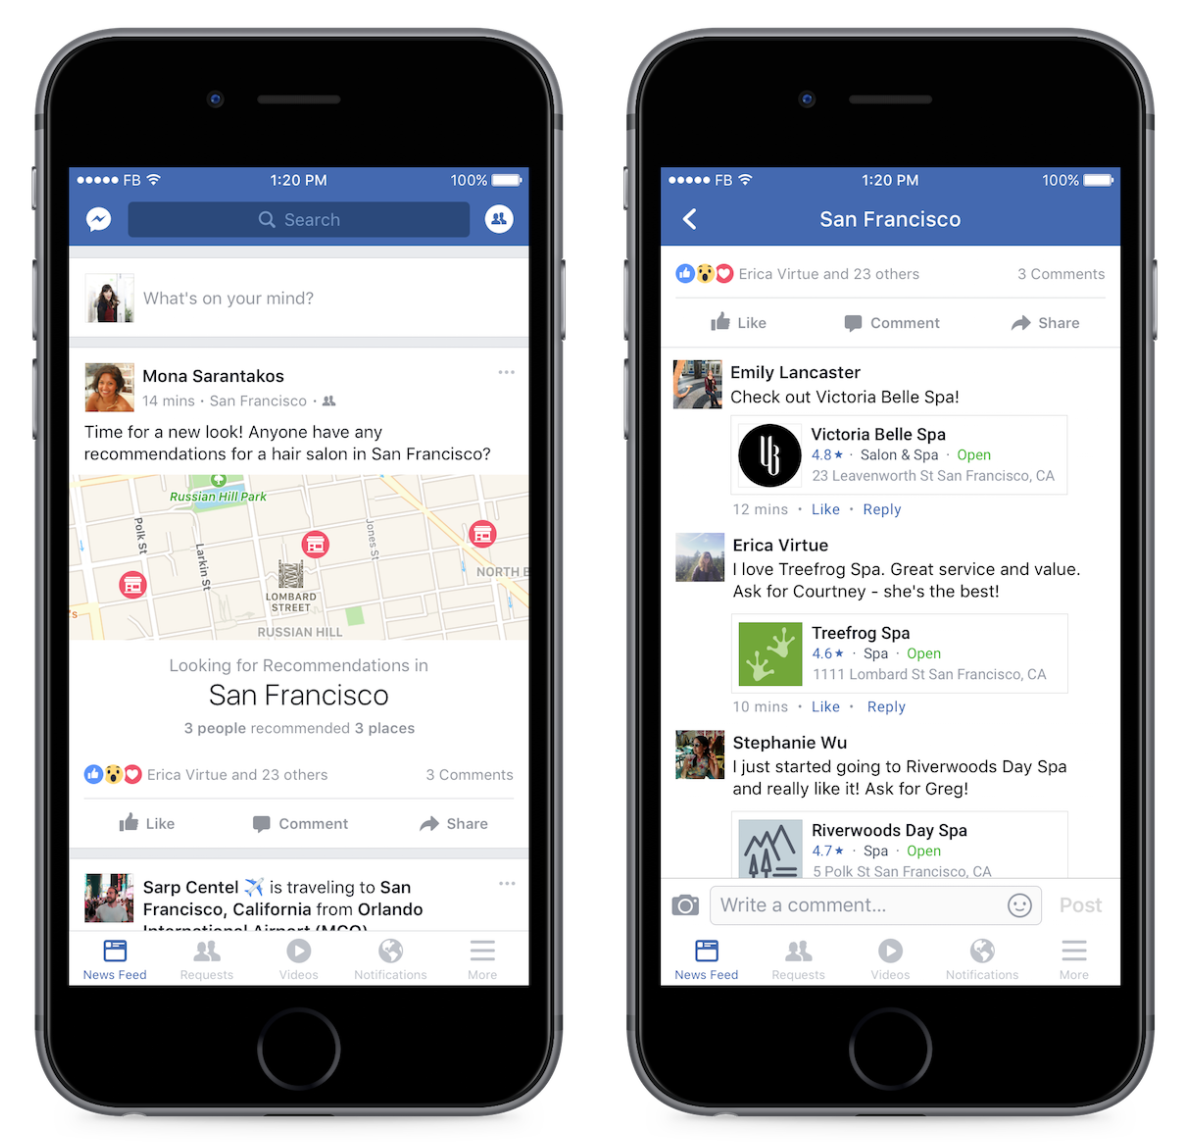 FB 1:20 PM 100%
Search
What's on your mind?
Mona Sarantakos
14 mins · San Francisco ·
Time for a new look! Anyone have any
recommendations for a hair salon in San Francisco?
Russian Hill Park
Polk St
Larkin St
Jones St
LOMBARD
STREET
NORTH B
RUSSIAN HILL
's
Looking for Recommendations in
San Francisco
3 people recommended 3 places
Erica Virtue and 23 others 3 Comments
Like Comment Share
Sarp Centel ✈️ is traveling to San
Francisco, California from Orlando
International Airport (MCO)
News Feed Requests Videos Notifications More
FB 1:20 PM 100%
San Francisco
Erica Virtue and 23 others 3 Comments
Like Comment Share
Emily Lancaster
Check out Victoria Belle Spa!
Victoria Belle Spa
4.8★ · Salon & Spa · Open
23 Leavenworth St San Francisco, CA
12 mins · Like · Reply
Erica Virtue
I love Treefrog Spa. Great service and value.
Ask for Courtney - she's the best!
Treefrog Spa
4.6★ · Spa · Open
1111 Lombard St San Francisco, CA
10 mins · Like · Reply
Stephanie Wu
I just started going to Riverwoods Day Spa
and really like it! Ask for Greg!
Riverwoods Day Spa
4.7★ · Spa · Open
5 Polk St San Francisco, CA
Write a comment... Post
News Feed Requests Videos Notifications More